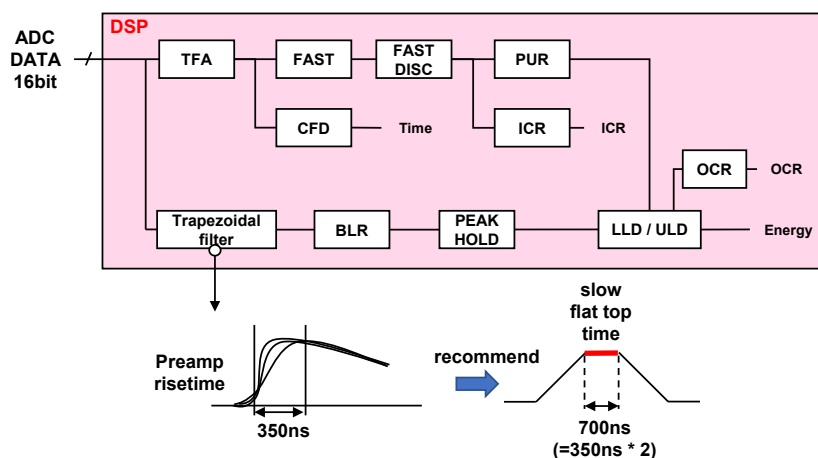 DSP
ADC
DATA
16bit
TFA
FAST
FAST
DISC
PUR
CFD
Time
ICR
ICR
OCR
OCR
Trapezoidal
filter
BLR
PEAK
HOLD
LLD / ULD
Energy
Preamp
risetime
350ns
recommend
slow
flat top
time
700ns
(=350ns * 2)